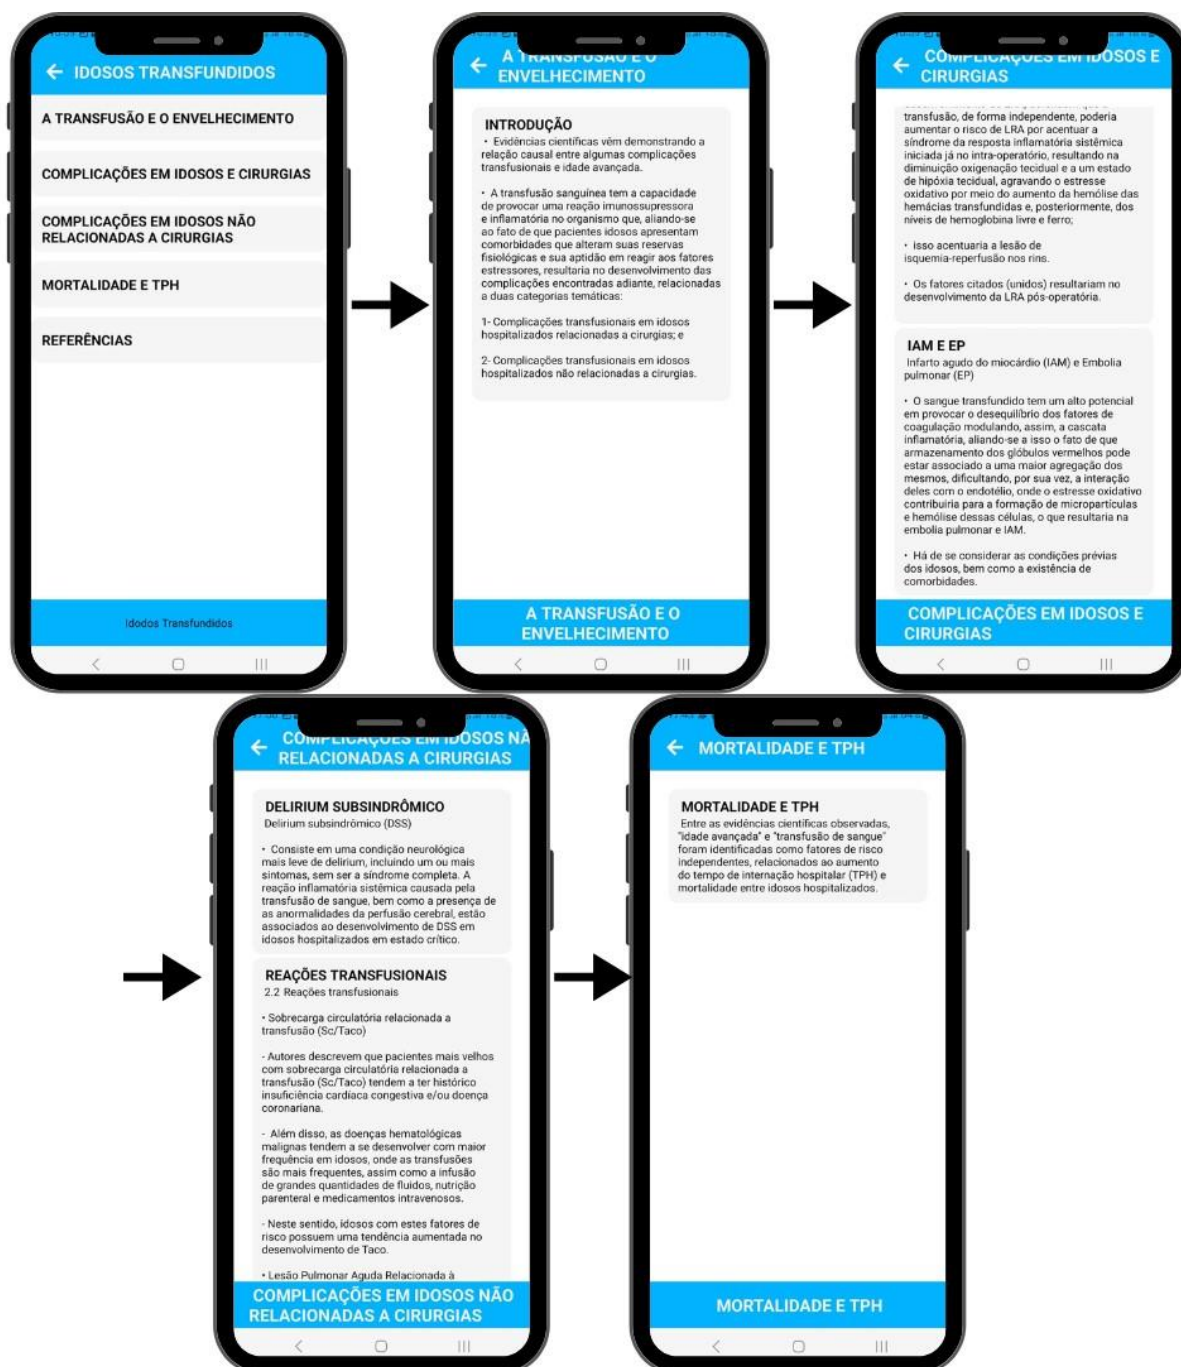 IDOSOS TRANSFUNDIDOS
A TRANSFUSÃO E O ENVELHECIMENTO
COMPLICAÇÕES EM IDOSOS E CIRURGIAS
COMPLICAÇÕES EM IDOSOS NÃO
RELACIONADAS A CIRURGIAS
MORTALIDADE E TPH
REFERÊNCIAS
Idodos Transfundidos
A TRANSFUSÃO E O
ENVELHECIMENTO
INTRODUÇÃO
• Evidências científicas vêm demonstrando a
relação causal entre algumas complicações
transfusionais e idade avançada.
• A transfusão sanguínea tem a capacidade
de provocar uma reação imunossupressora
e inflamatória no organismo que, aliando-se
ao fato de que pacientes idosos apresentam
comorbidades que alteram suas reservas
fisiológicas e sua aptidão em reagir aos fatores
estressores, resultaria no desenvolvimento das
complicações encontradas adiante, relacionadas
a duas categorias temáticas:
1- Complicações transfusionais em idosos
hospitalizados relacionadas a cirurgias; e
2- Complicações transfusionais em idosos
hospitalizados não relacionadas a cirurgias.
A TRANSFUSÃO E O
ENVELHECIMENTO
COMPLICAÇÕES EM IDOSOS E
CIRURGIAS
transfusão, de forma independente, poderia
aumentar o risco de LRA por acentuar a
síndrome da resposta inflamatória sistêmica
iniciada já no intra-operatório, resultando na
diminuição oxigenação tecidual e a um estado
de hipóxia tecidual, agravando o estresse
oxidativo por meio do aumento da hemólise das
hemácias transfundidas e, posteriormente, dos
níveis de hemoglobina livre e ferro;
• isso acentuaria a lesão de
isquemia-reperfusão nos rins.
• Os fatores citados (unidos) resultariam no
desenvolvimento da LRA pós-operatória.
IAM E EP
Infarto agudo do miocárdio (IAM) e Embolia
pulmonar (EP)
• O sangue transfundido tem um alto potencial
em provocar o desequilíbrio dos fatores de
coagulação modulando, assim, a cascata
inflamatória, aliando-se a isso o fato de que
armazenamento dos glóbulos vermelhos pode
estar associado a uma maior agregação dos
mesmos, dificultando, por sua vez, a interação
deles com o endotélio, onde o estresse oxidativo
contribuiria para a formação de micropartículas
e hemólise dessas células, o que resultaria na
embolia pulmonar e IAM.
• Há de se considerar as condições prévias
dos idosos, bem como a existência de
comorbidades.
COMPLICAÇÕES EM IDOSOS E
CIRURGIAS
COMPLICAÇÕES EM IDOSOS NÃ
RELACIONADAS A CIRURGIAS
DELIRIUM SUBSINDRÔMICO
Delirium subsindrômico (DSS)
• Consiste em uma condição neurológica
mais leve de delirium, incluindo um ou mais
sintomas, sem ser a síndrome completa. A
reação inflamatória sistêmica causada pela
transfusão de sangue, bem como a presença de
as anormalidades da perfusão cerebral, estão
associados ao desenvolvimento de DSS em
idosos hospitalizados em estado crítico.
REAÇÕES TRANSFUSIONAIS
2.2 Reações transfusionais
• Sobrecarga circulatória relacionada a
transfusão (Sc/Taco)
- Autores descrevem que pacientes mais velhos
com sobrecarga circulatória relacionada a
transfusão (Sc/Taco) tendem a ter histórico
insuficiência cardíaca congestiva e/ou doença
coronariana.
- Além disso, as doenças hematológicas
malignas tendem a se desenvolver com maior
frequência em idosos, onde as transfusões
são mais frequentes, assim como a infusão
de grandes quantidades de fluidos, nutrição
parenteral e medicamentos intravenosos.
- Neste sentido, idosos com estes fatores de
risco possuem uma tendência aumentada no
desenvolvimento de Taco.
• Lesão Pulmonar Aguda Relacionada à
COMPLICAÇÕES EM IDOSOS NÃO
RELACIONADAS A CIRURGIAS
MORTALIDADE E TPH
MORTALIDADE E TPH
Entre as evidências científicas observadas,
"idade avançada" e "transfusão de sangue"
foram identificadas como fatores de risco
independentes, relacionados ao aumento
do tempo de internação hospitalar (TPH) e
mortalidade entre idosos hospitalizados.
MORTALIDADE E TPH